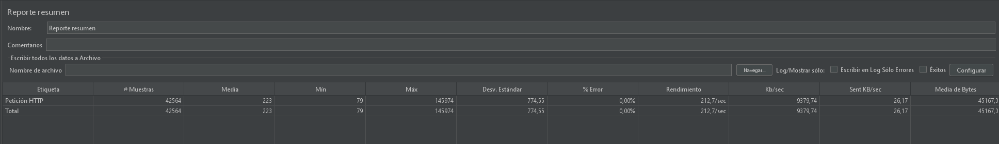 Reporte resumen
Nombre: Reporte resumen
Comentarios
Escribir todos los datos a Archivo
Nombre de archivo Navegar... Log/Mostrar sólo: Escribir en Log Sólo Errores Éxitos Configurar
Etiqueta # Muestras Media Mín Máx Desv. Estándar % Error Rendimiento Kb/sec Sent KB/sec Media de Bytes
Petición HTTP 42564 223 79 145974 774,55 0,00% 212,7/sec 9379,74 26,17 45167,0
Total 42564 223 79 145974 774,55 0,00% 212,7/sec 9379,74 26,17 45167,0